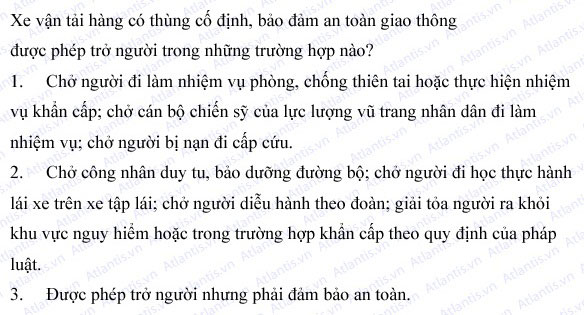 Xe vận tải hàng có thùng cố định, bảo đảm an toàn giao thông
được phép trở người trong những trường hợp nào?
1. Chở người đi làm nhiệm vụ phòng, chống thiên tai hoặc thực hiện nhiệm
vụ khẩn cấp; chở cán bộ chiến sỹ của lực lượng vũ trang nhân dân đi làm
nhiệm vụ; chở người bị nạn đi cấp cứu.
2. Chở công nhân duy tu, bảo dưỡng đường bộ; chở người đi học thực hành
lái xe trên xe tập lái; chở người diễu hành theo đoàn; giải tỏa người ra khỏi
khu vực nguy hiểm hoặc trong trường hợp khẩn cấp theo quy định của pháp
luật.
3. Được phép trở người nhưng phải đảm bảo an toàn.
Atlantis.vn